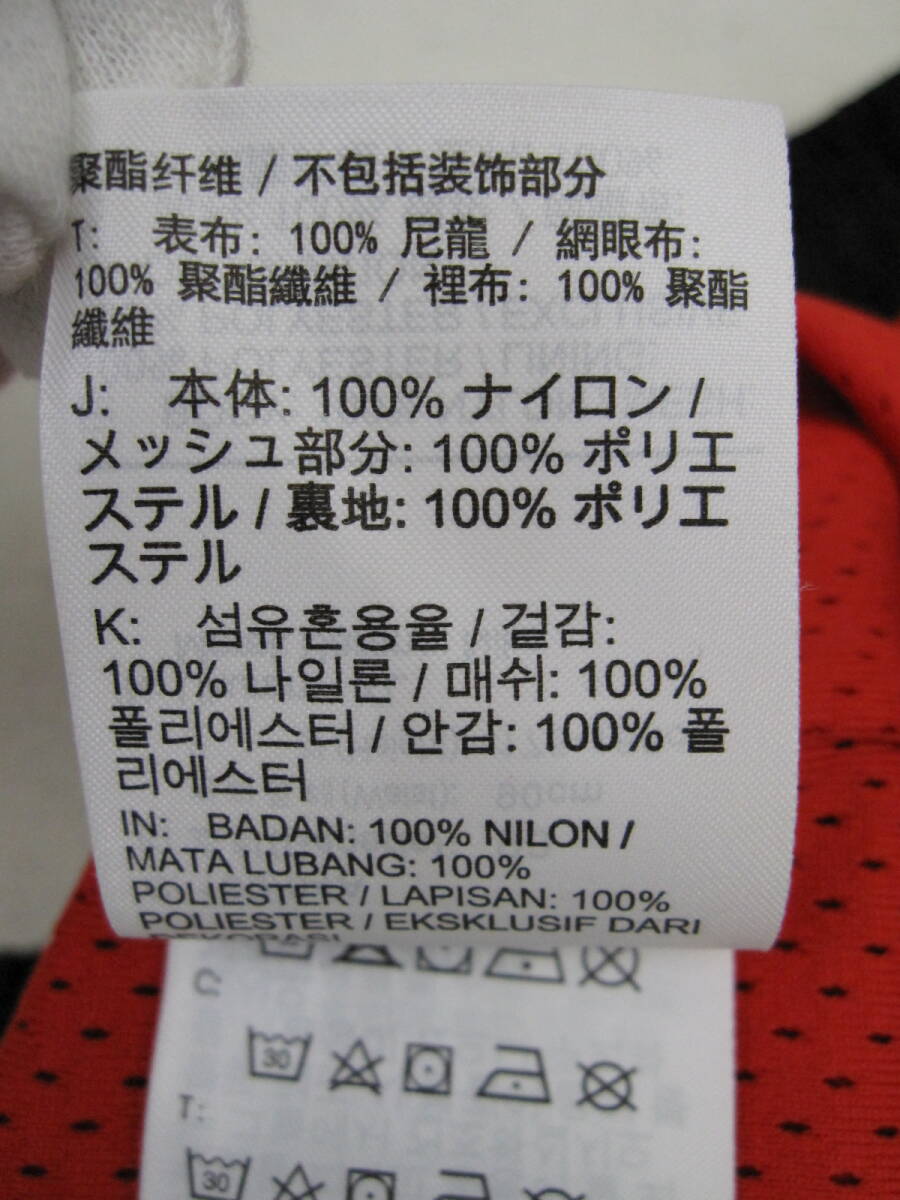 聚酯纤维 / 不包括装饰部分
T: 表布: 100% 尼龍 / 網眼布:
100% 聚酯纖維 / 裡布: 100% 聚酯
纖維
J: 本体: 100% ナイロン /
メッシュ部分: 100% ポリエ
ステル / 裏地: 100% ポリエ
ステル
K: 섬유혼용율 / 겉감:
100% 나일론 / 매쉬: 100%
폴리에스터 / 안감: 100% 폴
리에스터
IN: BADAN: 100% NILON /
MATA LUBANG: 100%
POLIESTER / LAPISAN: 100%
POLIESTER / EKSKLUSIF DARI
C:
30
T:
30